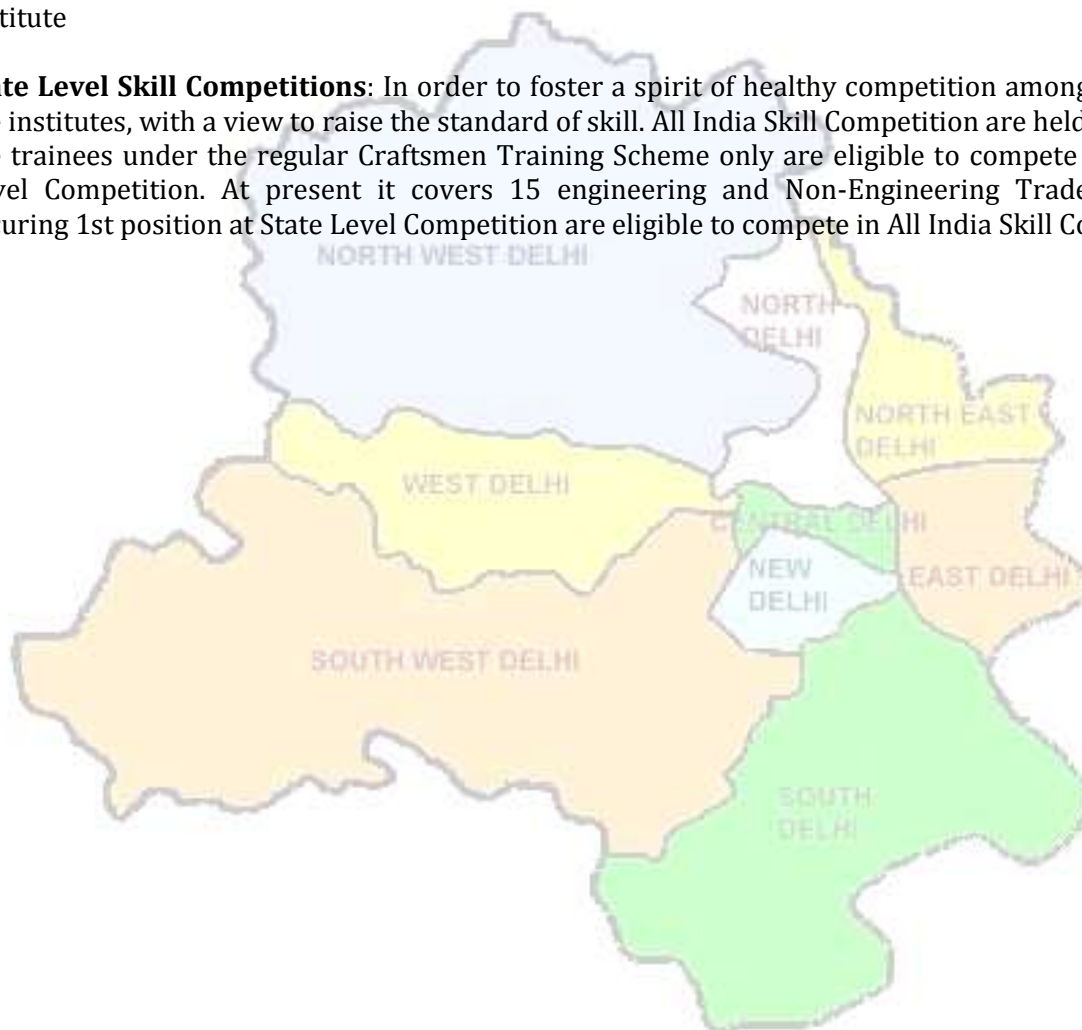 titute
ate Level Skill Competitions: In order to foster a spirit of healthy competition among
e institutes, with a view to raise the standard of skill. All India Skill Competition are held
e trainees under the regular Craftsmen Training Scheme only are eligible to compete
vel Competition. At present it covers 15 engineering and Non-Engineering Trade
curing 1st position at State Level Competition are eligible to compete in All India Skill Co
NORTH WEST DELHI
NORTH
DELHI
NORTH EAST
DELHI
WEST DELHI
CENTRAL DELHI
NEW
DELHI
EAST DELHI
SOUTH WEST DELHI
SOUTH
DELHI